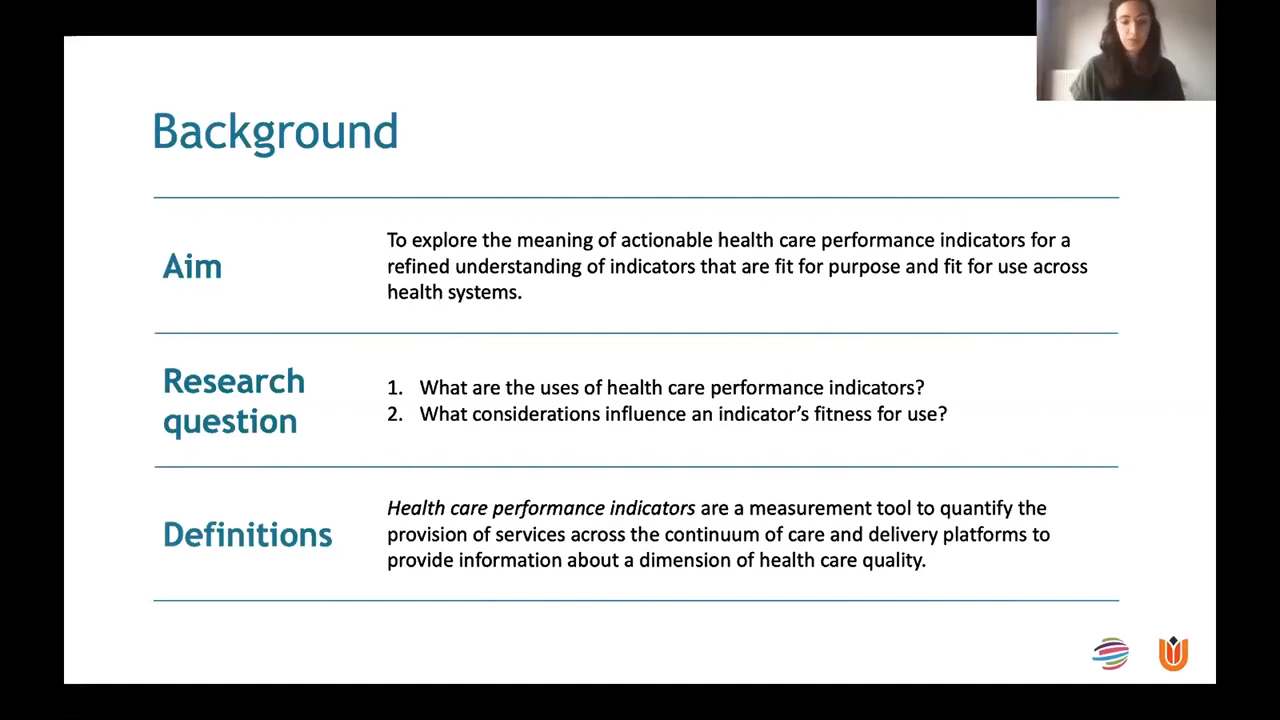 Background
Aim
To explore the meaning of actionable health care performance indicators for a
refined understanding of indicators that are fit for purpose and fit for use across
health systems.
Research
question
1. What are the uses of health care performance indicators?
2. What considerations influence an indicator’s fitness for use?
Definitions
Health care performance indicators are a measurement tool to quantify the
provision of services across the continuum of care and delivery platforms to
provide information about a dimension of health care quality.